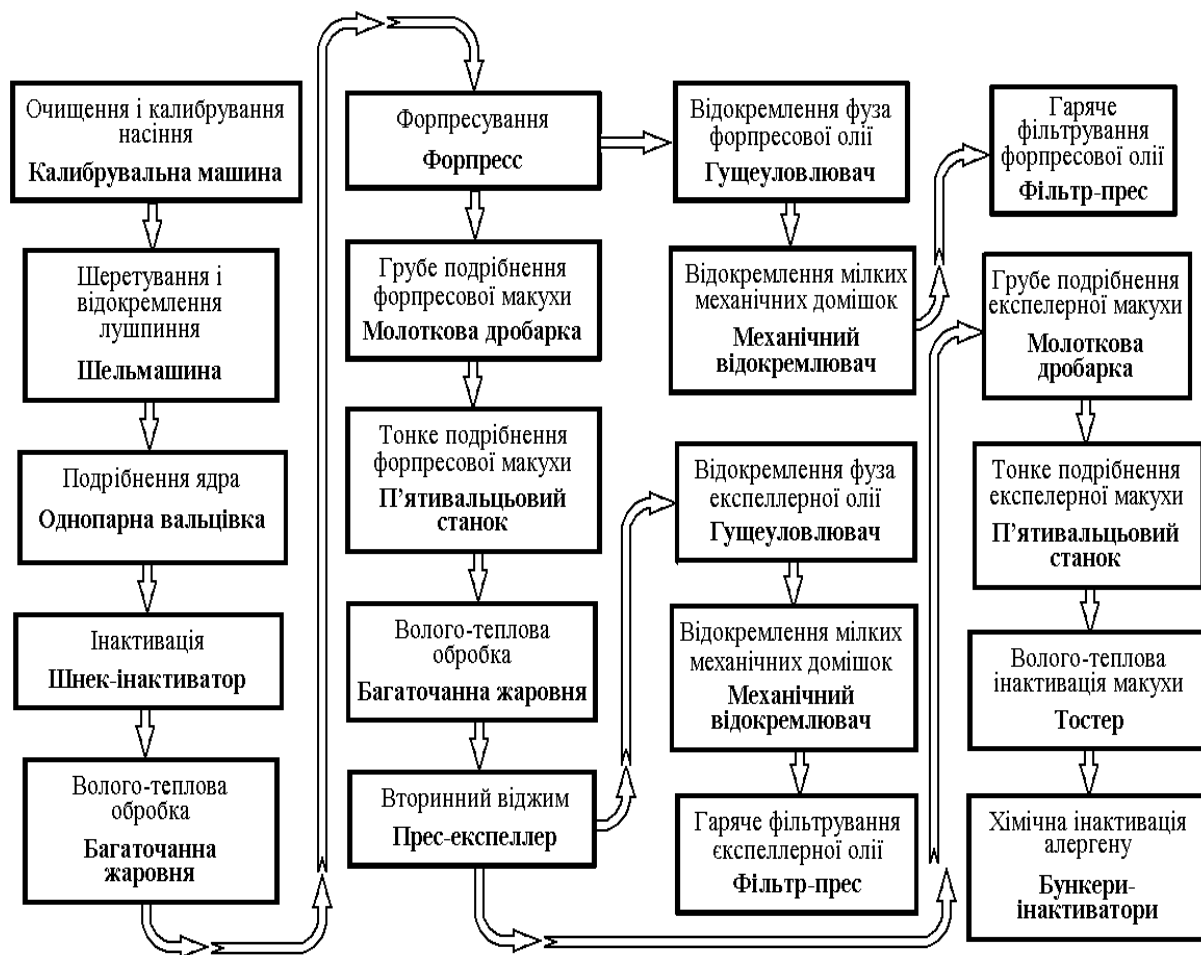 Очищення і калибрування
насіння
Калибрувальна машина
Шеретування і
відокремлення
лушпиння
Шельмашина
Подрібнення ядра
Однопарна вальцівка
Інактивація
Шнек-інактиватор
Волого-теплова
обробка
Багаточанна
жаровня
Форпресування
Форпресс
Грубе подрібнення
форпресової макухи
Молоткова дробарка
Тонке подрібнення
форпресової макухи
П’ятивальцьовий
станок
Волого-теплова
обробка
Багаточанна жаровня
Вторинний віджим
Прес-експеллер
Відокремлення фуза
форпресової олії
Гущеуловлювач
Відокремлення мілких
механічних домішок
Механічний
відокремлювач
Відокремлення фуза
експеллерної олії
Гущеуловлювач
Відокремлення мілких
механічних домішок
Механічний
відокремлювач
Гаряче фільтрування
єкспеллерної олії
Фільтр-прес
Гаряче
фільтрування
форпресової олії
Фільтр-прес
Грубе подрібнення
експелерної макухи
Молоткова
дробарка
Тонке подрібнення
експелерної макухи
П’ятивальцьовий
станок
Волого-теплова
інактивація макухи
Тостер
Хімічна інактивація
алергену
Бункери-
інактиватори